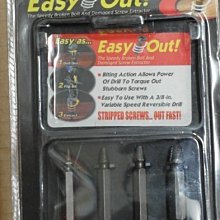 Easy Out!
The Speedy Broken Bolt And Damaged Screw Extractor
Easy as...
Easy Out!
The Speedy Broken Bolt And
Damaged Screw Extractor
• Biting Action Allows Power
Of Drill To Torque Out
Stubburn Screws
• Easy To Use With A 3/8-in.
Variable Speed Reversible Drill
STRIPPED SCREWS... OUT FAST!